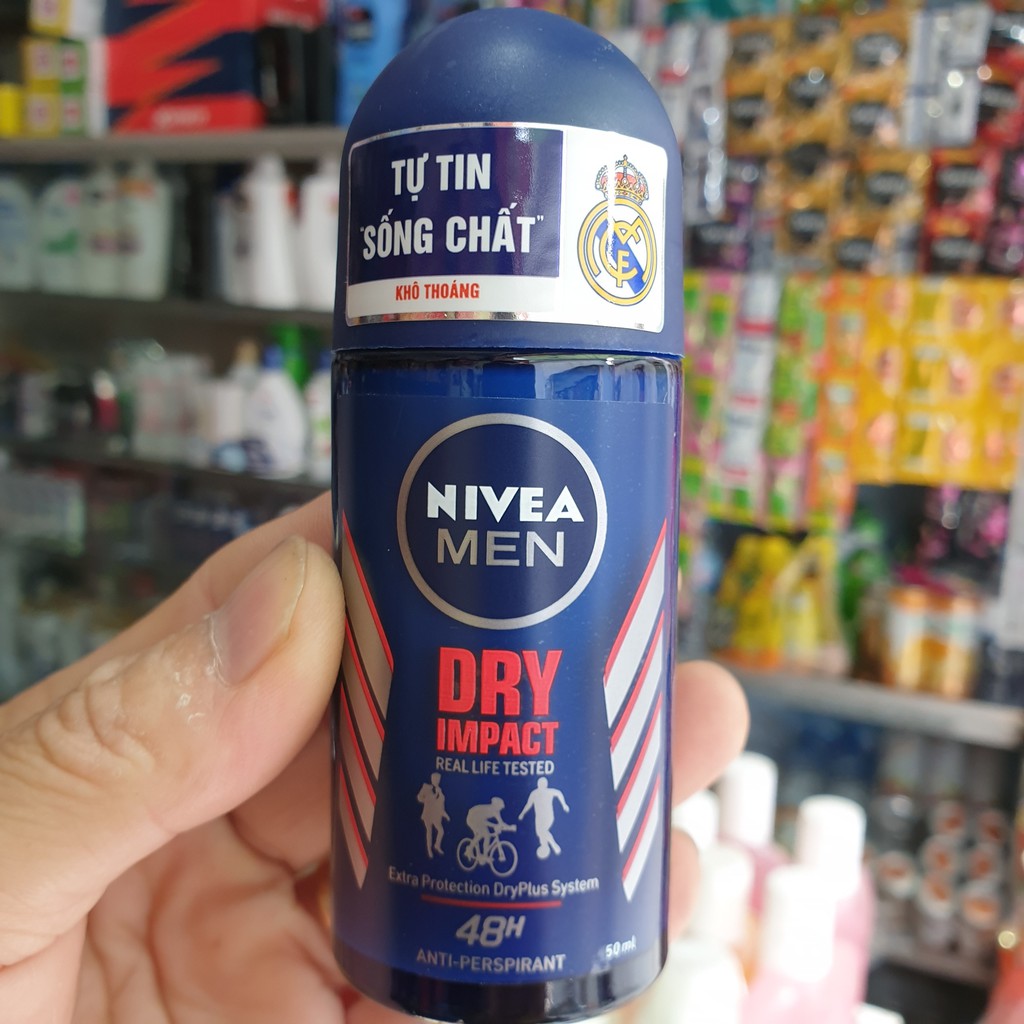 TỰ TIN
"SỐNG CHẤT"
KHÔ THOÁNG
NIVEA
MEN
DRY
IMPACT
REAL LIFE TESTED
Extra Protection DryPlus System
48H
ANTI-PERSPIRANT
50 ml